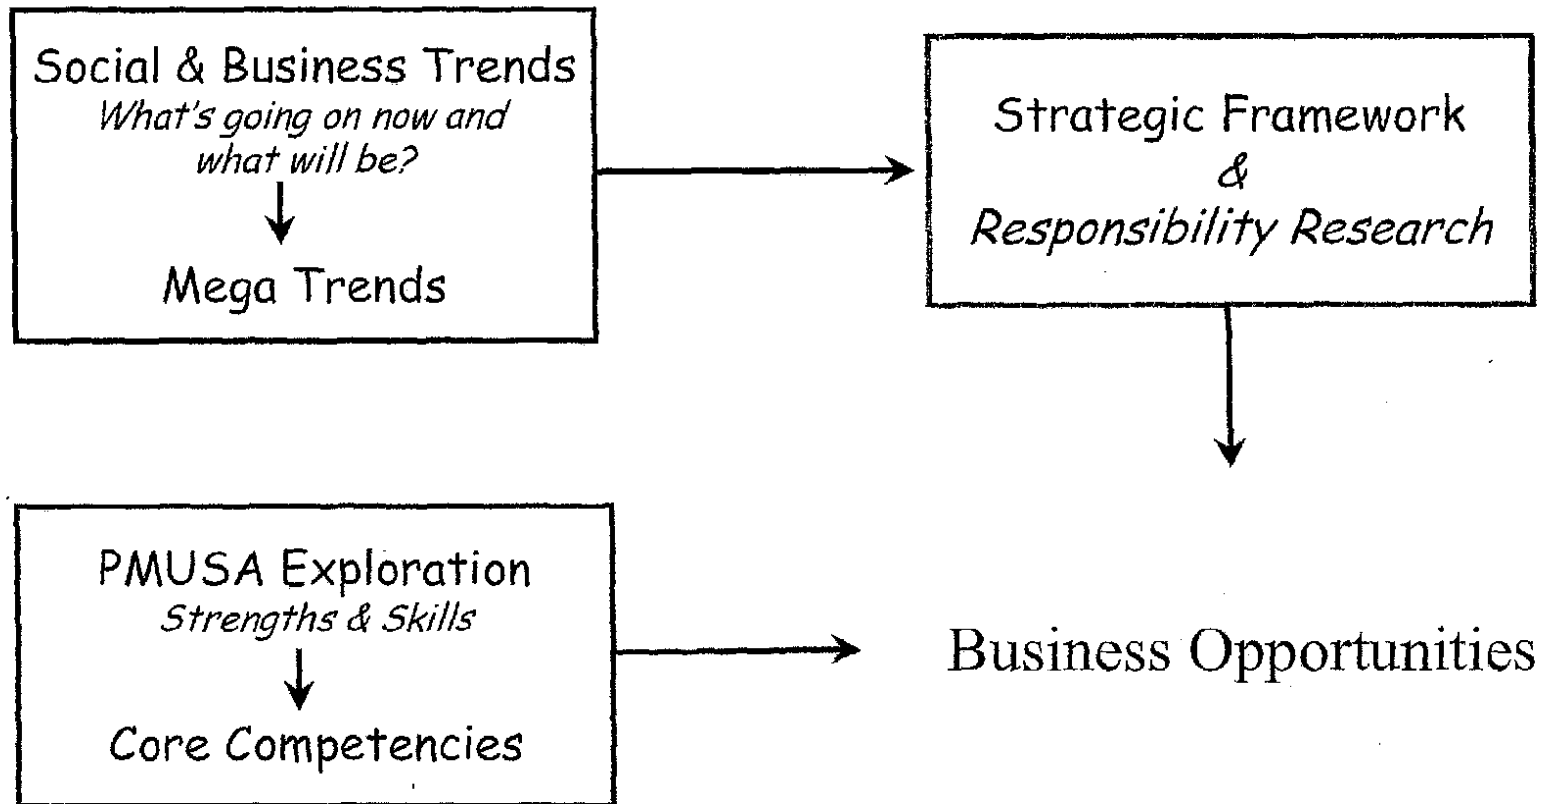 Social & Business Trends
What's going on now and
what will be?
Mega Trends
Strategic Framework
&
Responsibility Research
PMUSA Exploration
Strengths & Skills
Core Competencies
Business Opportunities